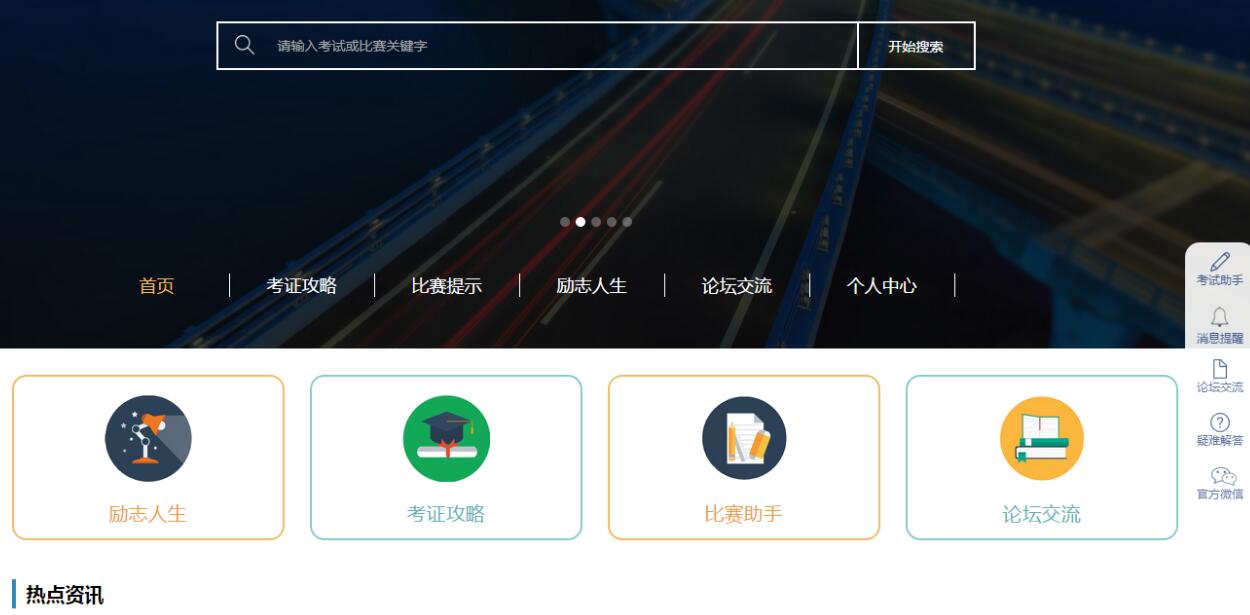 请输入考试或比赛关键字
开始搜索
首页
考证攻略
比赛提示
励志人生
论坛交流
个人中心
考试助手
消息提醒
论坛交流
疑难解答
官方微信
励志人生
考证攻略
比赛助手
论坛交流
热点资讯